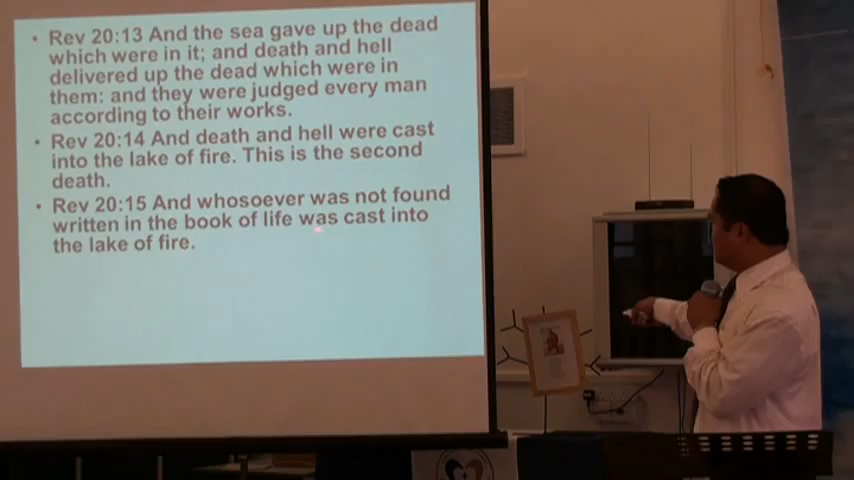 • Rev 20:13 And the sea gave up the dead
which were in it; and death and hell
delivered up the dead which were in
them: and they were judged every man
according to their works.
• Rev 20:14 And death and hell were cast
into the lake of fire. This is the second
death.
• Rev 20:15 And whosoever was not found
written in the book of life was cast into
the lake of fire.